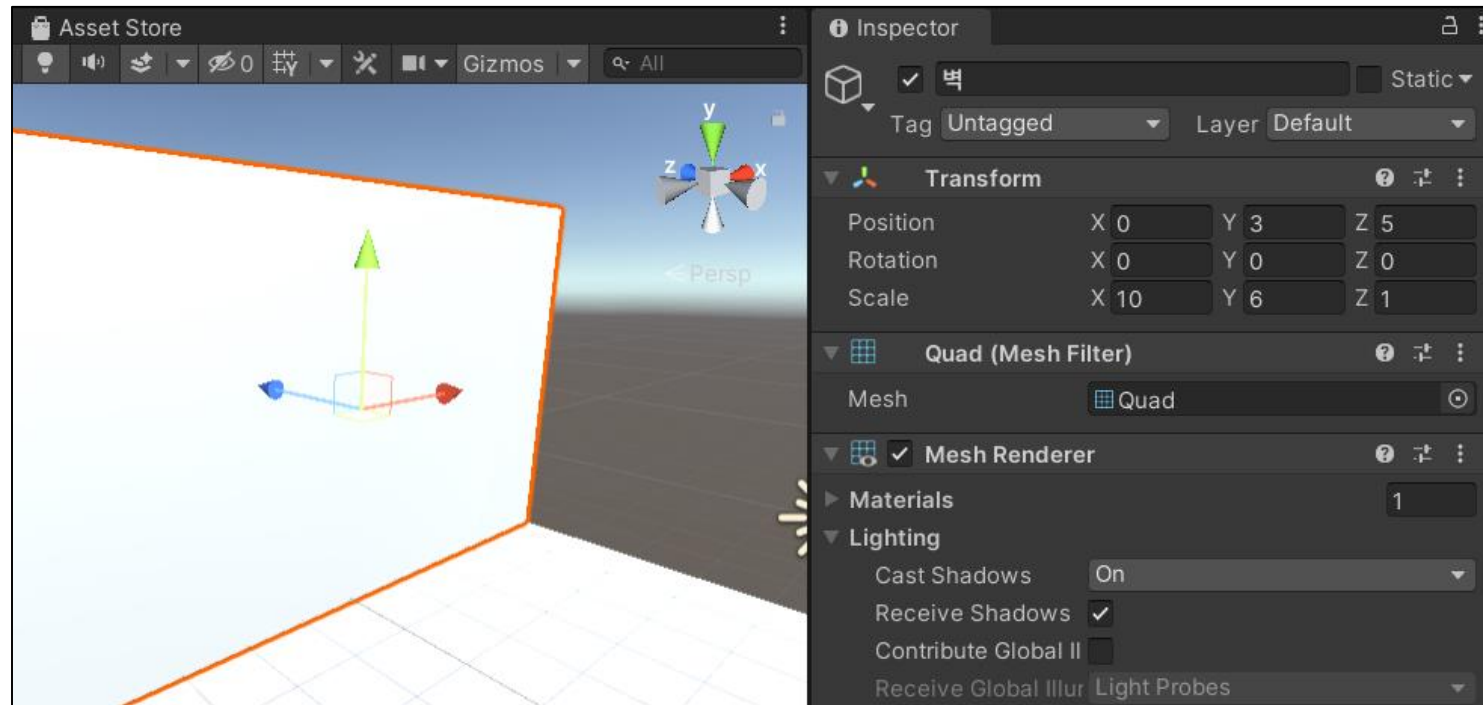 Asset Store
0 Gizmos All
y
z x
Persp
Inspector
벽 Static
Tag Untagged Layer Default
Transform
Position X 0 Y 3 Z 5
Rotation X 0 Y 0 Z 0
Scale X 10 Y 6 Z 1
Quad (Mesh Filter)
Mesh Quad
Mesh Renderer
Materials 1
Lighting
Cast Shadows On
Receive Shadows
Contribute Global Il
Receive Global Illur Light Probes